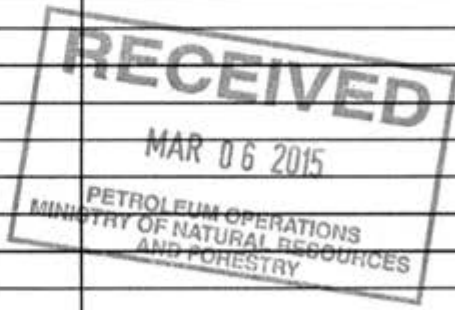 RECEIVED
MAR 06 2015
PETROLEUM OPERATIONS
MINISTRY OF NATURAL RESOURCES
AND FORESTRY